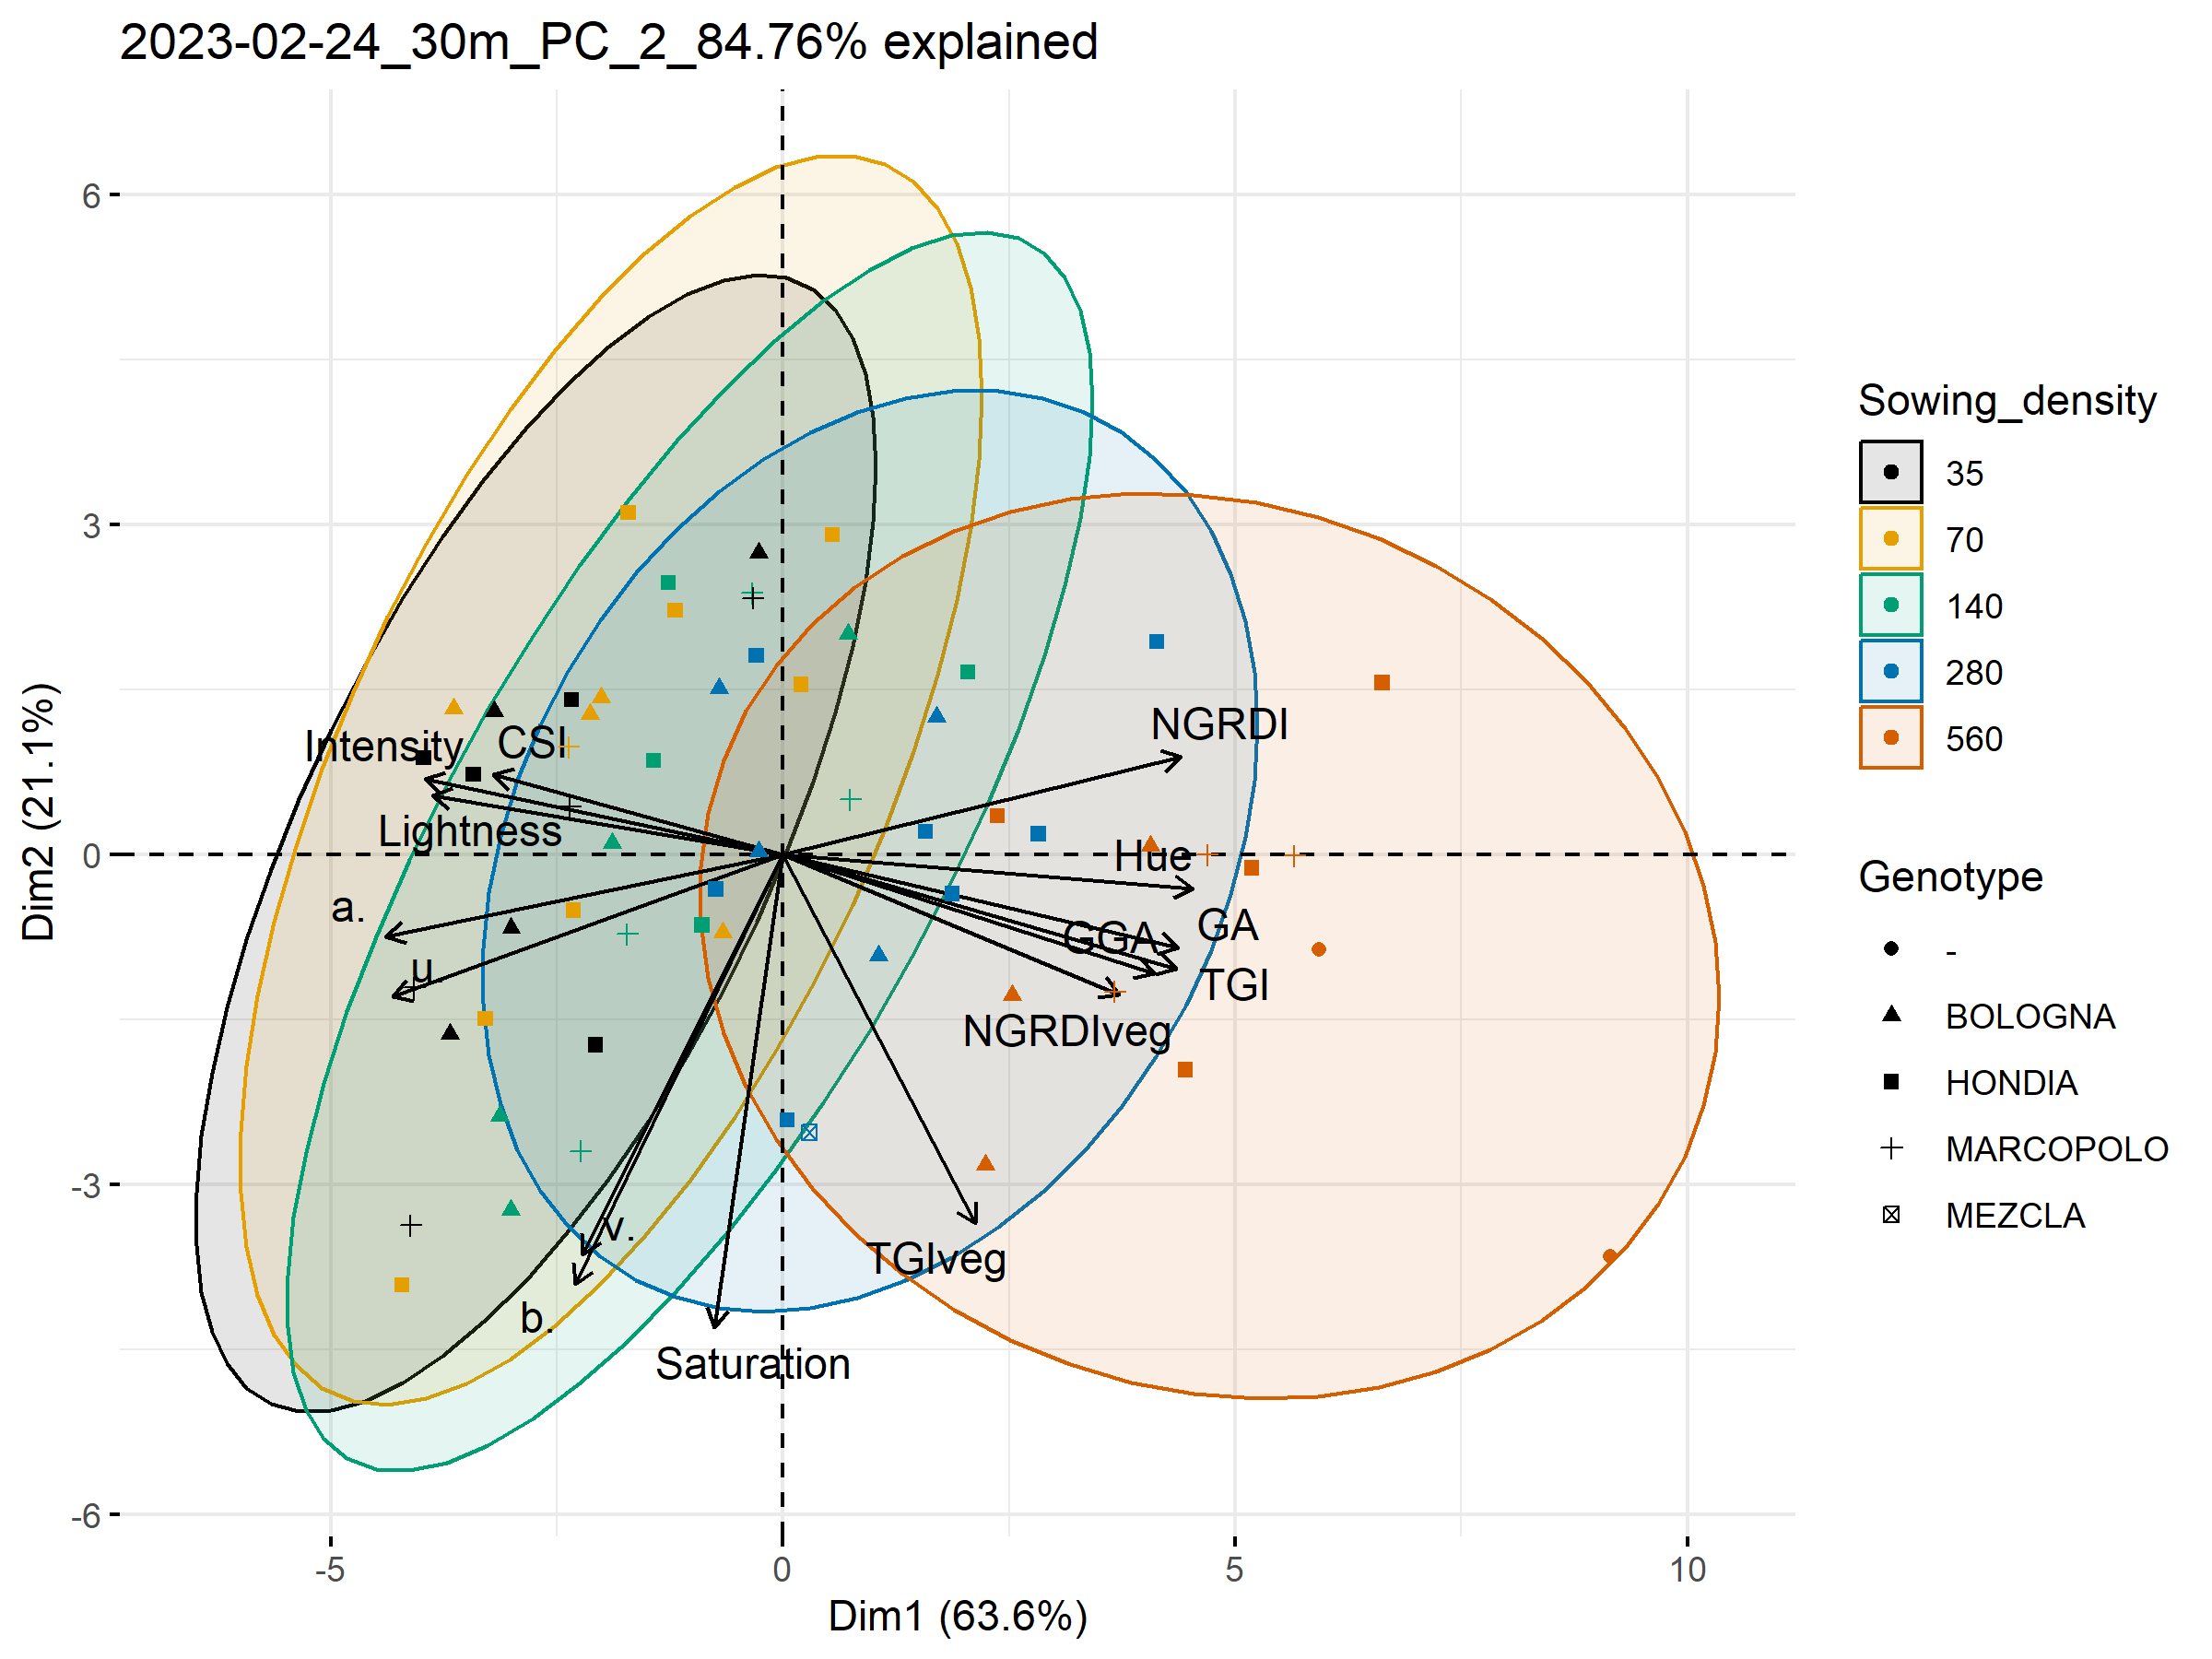 2023-02-24_30m_PC_2_84.76% explained
Dim2 (21.1%)
6
3
0
-3
-6
NGRDI
CSI
Intensity
Lightness
Hue
a.
GA
GGA
u.
TGI
NGRDIveg
v.
TGIveg
b.
Saturation
-5
0
5
10
Dim1 (63.6%)
Sowing_density
35
70
140
280
560
Genotype
-
BOLOGNA
HONDIA
MARCOPOLO
MEZCLA